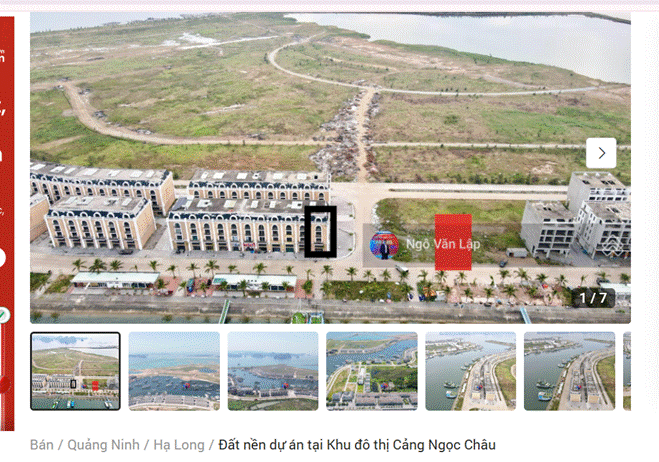 Ngô Văn Lập
1 / 7
Bán / Quảng Ninh / Hạ Long / Đất nền dự án tại Khu đô thị Cảng Ngọc Châu